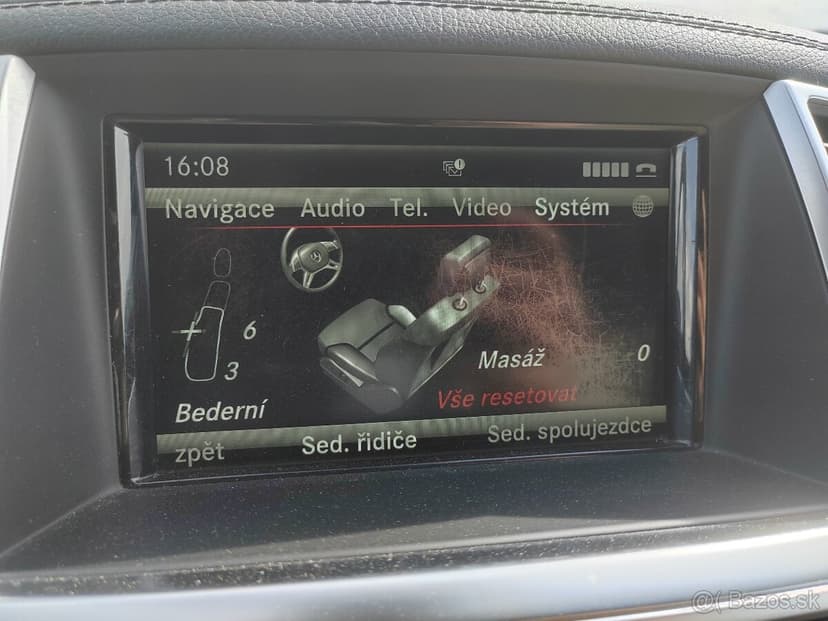 16:08
Navigace Audio Tel. Video Systém
6
3
Masáž 0
Vše resetovat
Bederní
zpět Sed. řidiče Sed. spolujezdce
@( Bazos.sk